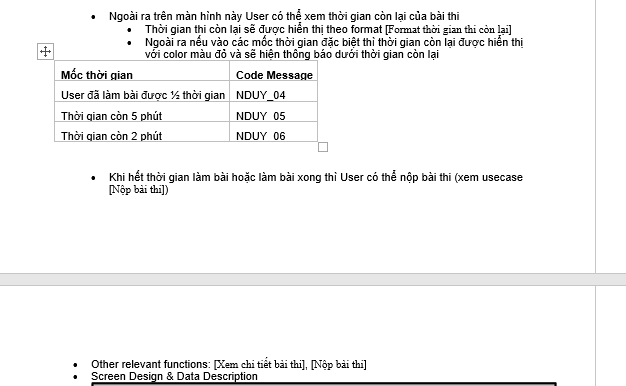 Ngoài ra trên màn hình này User có thể xem thời gian còn lại của bài thi
Thời gian thi còn lại sẽ được hiển thị theo format [Format thời gian thi còn lại]
Ngoài ra nếu vào các mốc thời gian đặc biệt thì thời gian còn lại được hiển thị
với color màu đỏ và sẽ hiện thông báo dưới thời gian còn lại
Mốc thời gian Code Message
User đã làm bài được ½ thời gian NDUY_04
Thời gian còn 5 phút NDUY_05
Thời gian còn 2 phút NDUY_06
Khi hết thời gian làm bài hoặc làm bài xong thì User có thể nộp bài thi (xem usecase
[Nộp bài thi])
Other relevant functions: [Xem chi tiết bài thi], [Nộp bài thi]
Screen Design & Data Description